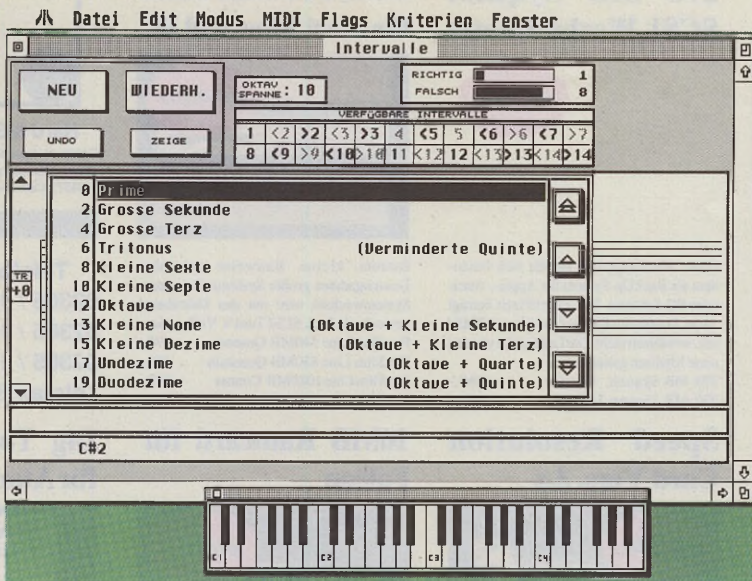 Datei Edit Modus MIDI Flags Kriterien Fenster
Intervalle
NEU
WIEDERH.
UNDO
ZEIGE
OKTAV SPANNE: 10
RICHTIG 1
FALSCH 8
VERFÜGBARE INTERVALLE
1 <2 >2 <3 >3 4 <5 5 <6 >6 <7 >7
8 <9 >9 <10 >10 11 <12 12 <13 >13 <14 >14
0 Prime
2 Grosse Sekunde
4 Grosse Terz
6 Tritonus (Verminderte Quinte)
8 Kleine Sexte
10 Kleine Septe
12 Oktave
13 Kleine None (Oktave + Kleine Sekunde)
15 Kleine Dezime (Oktave + Kleine Terz)
17 Undezime (Oktave + Quarte)
19 Duodezime (Oktave + Quinte)
TR
+0
C#2
C1 C2 C3 C4